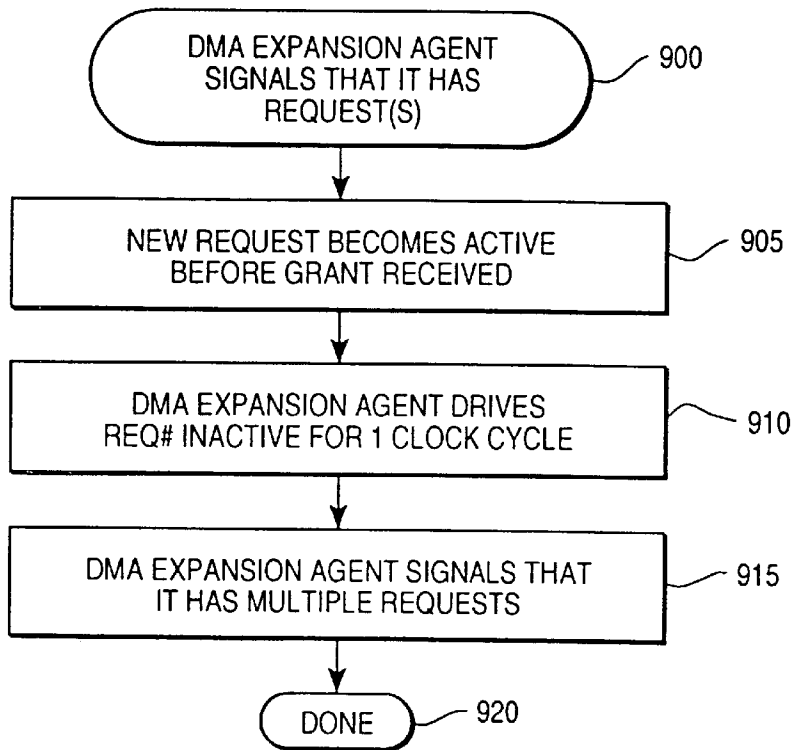 DMA EXPANSION AGENT
SIGNALS THAT IT HAS
REQUEST(S)
900
NEW REQUEST BECOMES ACTIVE
BEFORE GRANT RECEIVED
905
DMA EXPANSION AGENT DRIVES
REQ# INACTIVE FOR 1 CLOCK CYCLE
910
DMA EXPANSION AGENT SIGNALS THAT
IT HAS MULTIPLE REQUESTS
915
DONE
920